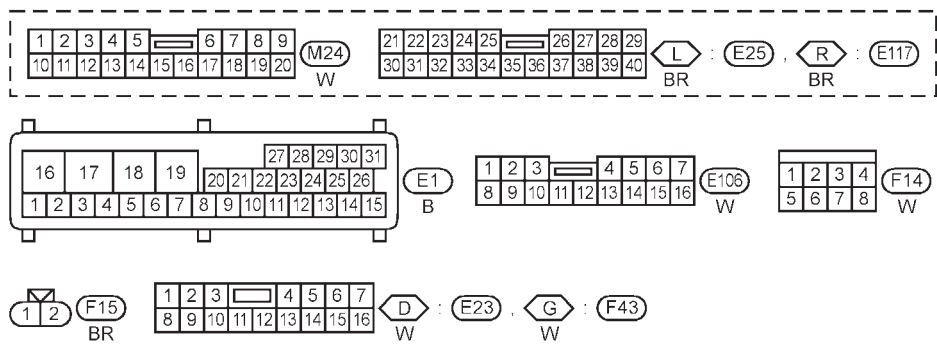 1 2 3 4 5 6 7 8 9
10 11 12 13 14 15 16 17 18 19 20
M24
W
21 22 23 24 25 26 27 28 29
30 31 32 33 34 35 36 37 38 39 40
L : E25 , R : E117
BR BR
27 28 29 30 31
16 17 18 19
20 21 22 23 24 25 26
1 2 3 4 5 6 7 8 9 10 11 12 13 14 15
E1
B
1 2 3 4 5 6 7
8 9 10 11 12 13 14 15 16
E106
W
1 2 3 4
5 6 7 8
F14
W
1 2
F15
BR
1 2 3 4 5 6 7
8 9 10 11 12 13 14 15 16
D : E23 , G : F43
W W